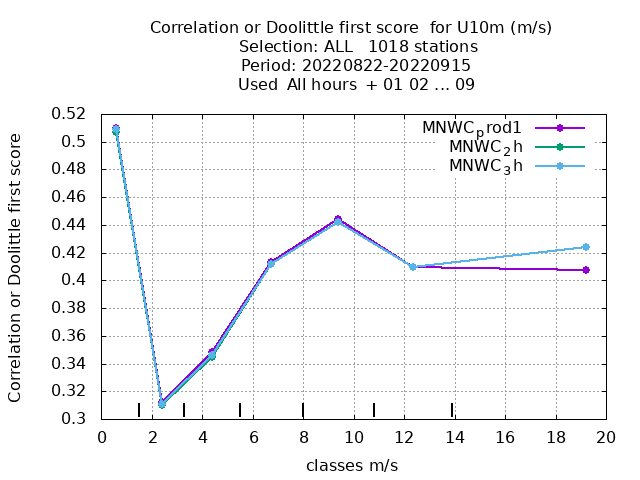 Correlation or Doolittle first score  for U10m (m/s)
Selection: ALL   1018 stations
Period: 20220822-20220915
Used  All hours  + 01 02 ... 09
Correlation or Doolittle first score
0.52
0.5
0.48
0.46
0.44
0.42
0.4
0.38
0.36
0.34
0.32
0.3
MNWCprod1
MNWC2h
MNWC3h
0 2 4 6 8 10 12 14 16 18 20
classes m/s